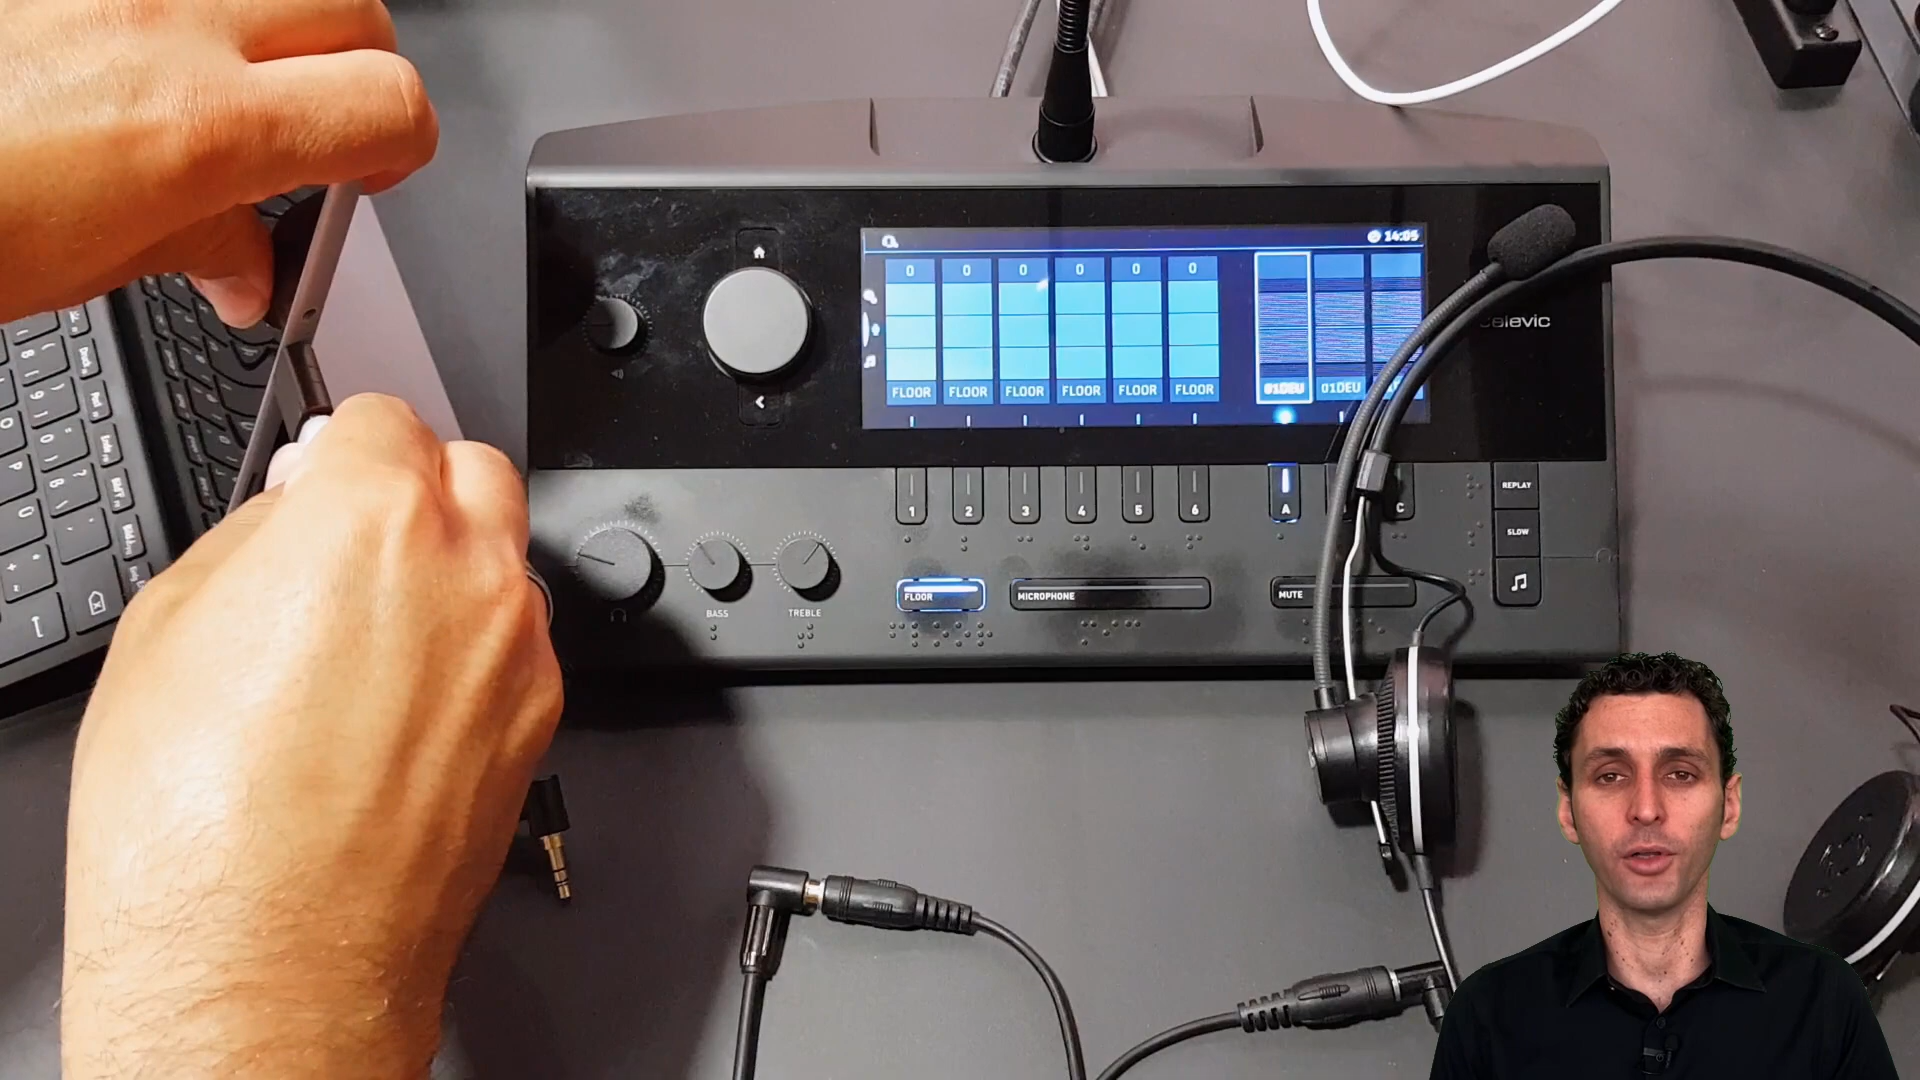 14:05
0 0 0 0 0 0
FLOOR FLOOR FLOOR FLOOR FLOOR FLOOR 01DEU 01DEU
1 2 3 4 5 6 A C
REPLAY
SLOW
BASS TREBLE
FLOOR MICROPHONE MUTE